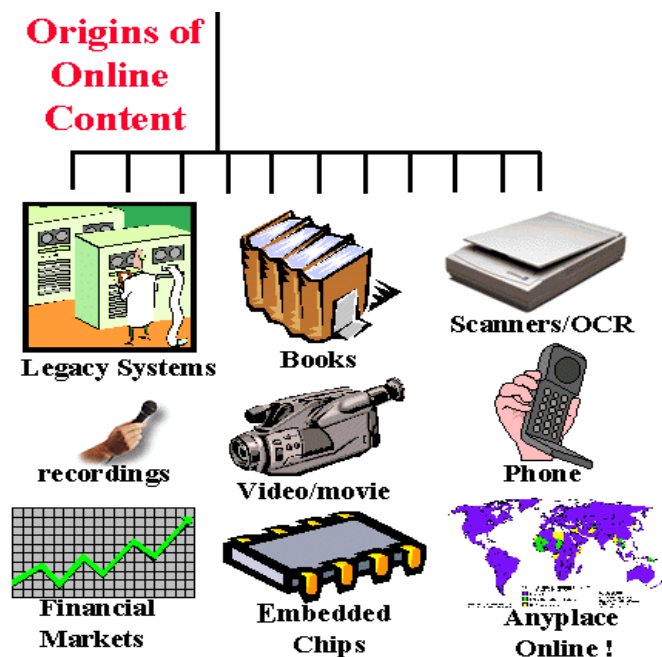 Origins of
Online
Content
Legacy Systems
Books
Scanners/OCR
recordings
Video/movie
Phone
Financial
Markets
Embedded
Chips
Anyplace
Online !